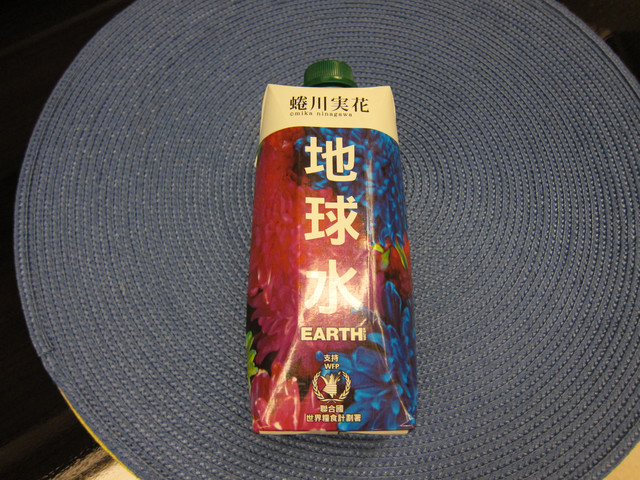 蜷川実花
©mika ninagawa
地
球
水
EARTH
支持
WFP
聯合國
世界糧食計劃署